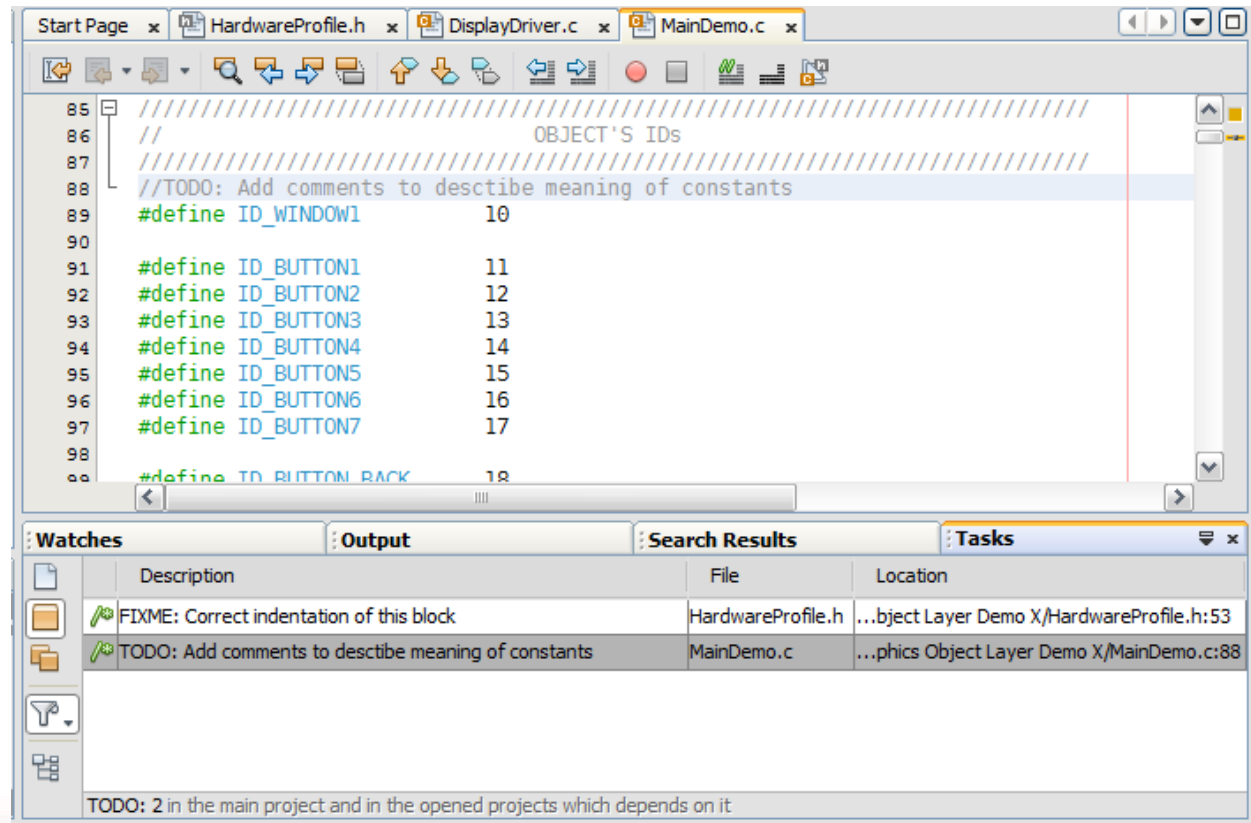 Start Page x HardwareProfile.h x DisplayDriver.c x MainDemo.c x
85 //////////////////////////////////////////////////////////////////////////////
86 // OBJECT'S IDs
87 //////////////////////////////////////////////////////////////////////////////
88 //TODO: Add comments to desctibe meaning of constants
89 #define ID_WINDOW1 10
90
91 #define ID_BUTTON1 11
92 #define ID_BUTTON2 12
93 #define ID_BUTTON3 13
94 #define ID_BUTTON4 14
95 #define ID_BUTTON5 15
96 #define ID_BUTTON6 16
97 #define ID_BUTTON7 17
98
99 #define ID_BUTTON_BACK 18
Watches Output Search Results Tasks
Description File Location
FIXME: Correct indentation of this block HardwareProfile.h ...bject Layer Demo X/HardwareProfile.h:53
TODO: Add comments to desctibe meaning of constants MainDemo.c ...phics Object Layer Demo X/MainDemo.c:88
TODO: 2 in the main project and in the opened projects which depends on it